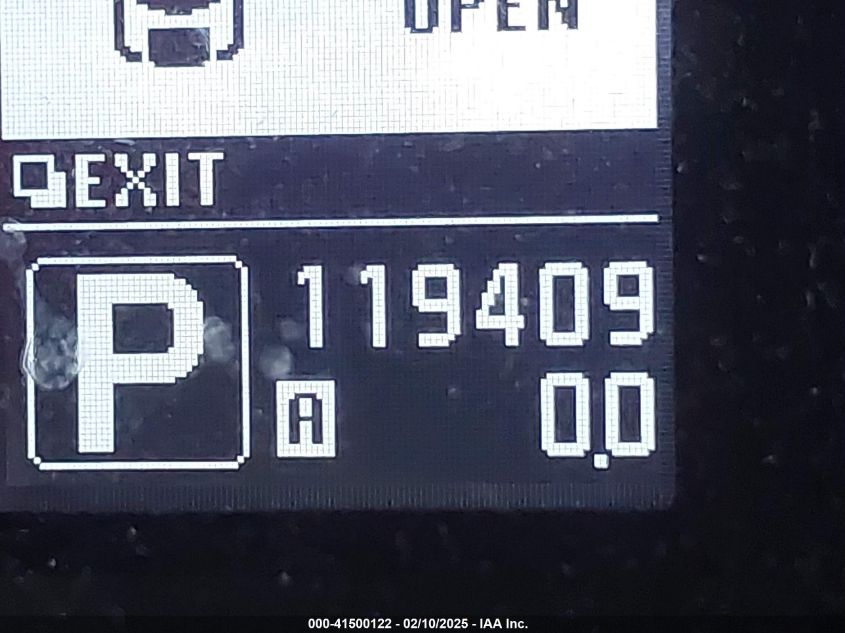 OPEN
EXIT
P 119409
A 0.0
000-41500122 - 02/10/2025 - IAA Inc.